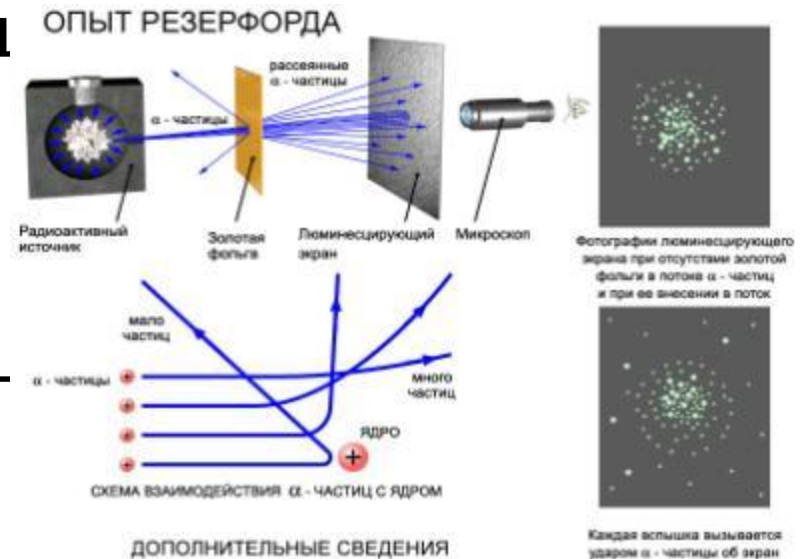 ОПЫТ РЕЗЕРФОРДА
рассеянные
α - частицы
α - частицы
Радиоактивный
источник
Золотая
фольга
Люминесцирующий
экран
Микроскоп
Фотографии люминесцирующего
экрана при отсутствии золотой
фольги в потоке α - частиц
и при ее внесении в поток
мало
частиц
α - частицы
много
частиц
ЯДРО
СХЕМА ВЗАИМОДЕЙСТВИЯ α - ЧАСТИЦ С ЯДРОМ
Каждая вспышка вызывается
ударом α - частицы об экран
ДОПОЛНИТЕЛЬНЫЕ СВЕДЕНИЯ